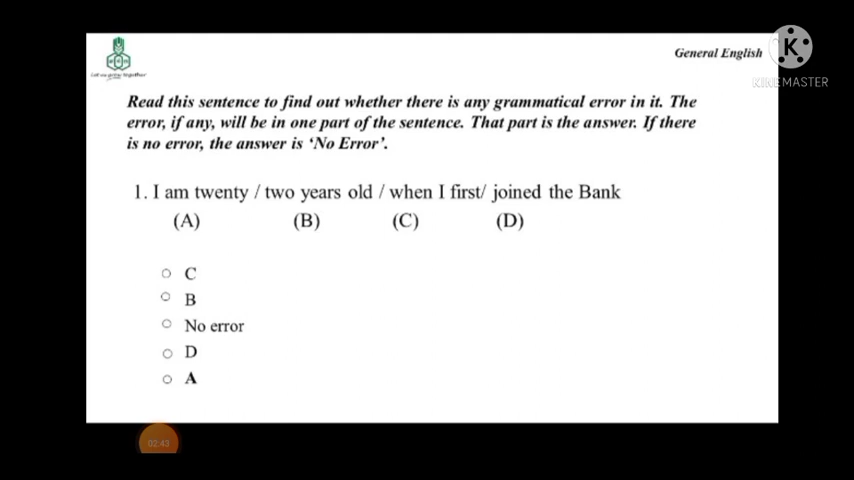 General English
K
KINEMASTER
Read this sentence to find out whether there is any grammatical error in it. The
error, if any, will be in one part of the sentence. That part is the answer. If there
is no error, the answer is ‘No Error’.
1. I am twenty / two years old / when I first/ joined the Bank
(A) (B) (C) (D)
C
B
No error
D
A
02:43